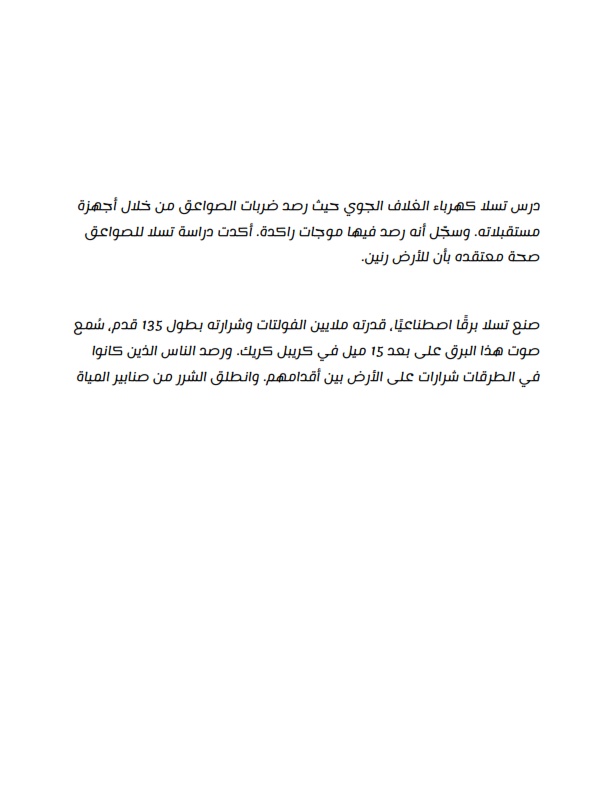 درس تسلا كهرباء الغلاف الجوي حيث رصد ضربات الصواعق من خلال أجهزة
مستقبلاته. وسجّل أنه رصد فيها موجات راكدة. أكدت دراسة تسلا للصواعق
صحة معتقده بأن للأرض رنين.
صنع تسلا برقًا اصطناعيًا، قدرته ملايين الفولتات وشرارته بطول 135 قدم، سُمع
صوت هذا البرق على بعد 15 ميل في كريبل كريك. ورصد الناس الذين كانوا
في الطرقات شرارات على الأرض بين أقدامهم. وانطلق الشرر من صنابير المياة